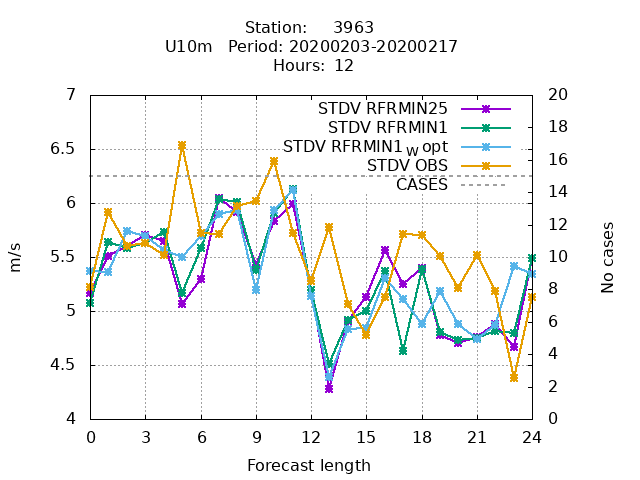 Station: 3963
U10m Period: 20200203-20200217
Hours: 12
STDV RFRMIN25
STDV RFRMIN1
STDV RFRMIN1wopt
STDV OBS
CASES
7
6.5
6
5.5
5
4.5
4
m/s
20
18
16
14
12
10
8
6
4
2
0
No cases
0 3 6 9 12 15 18 21 24
Forecast length